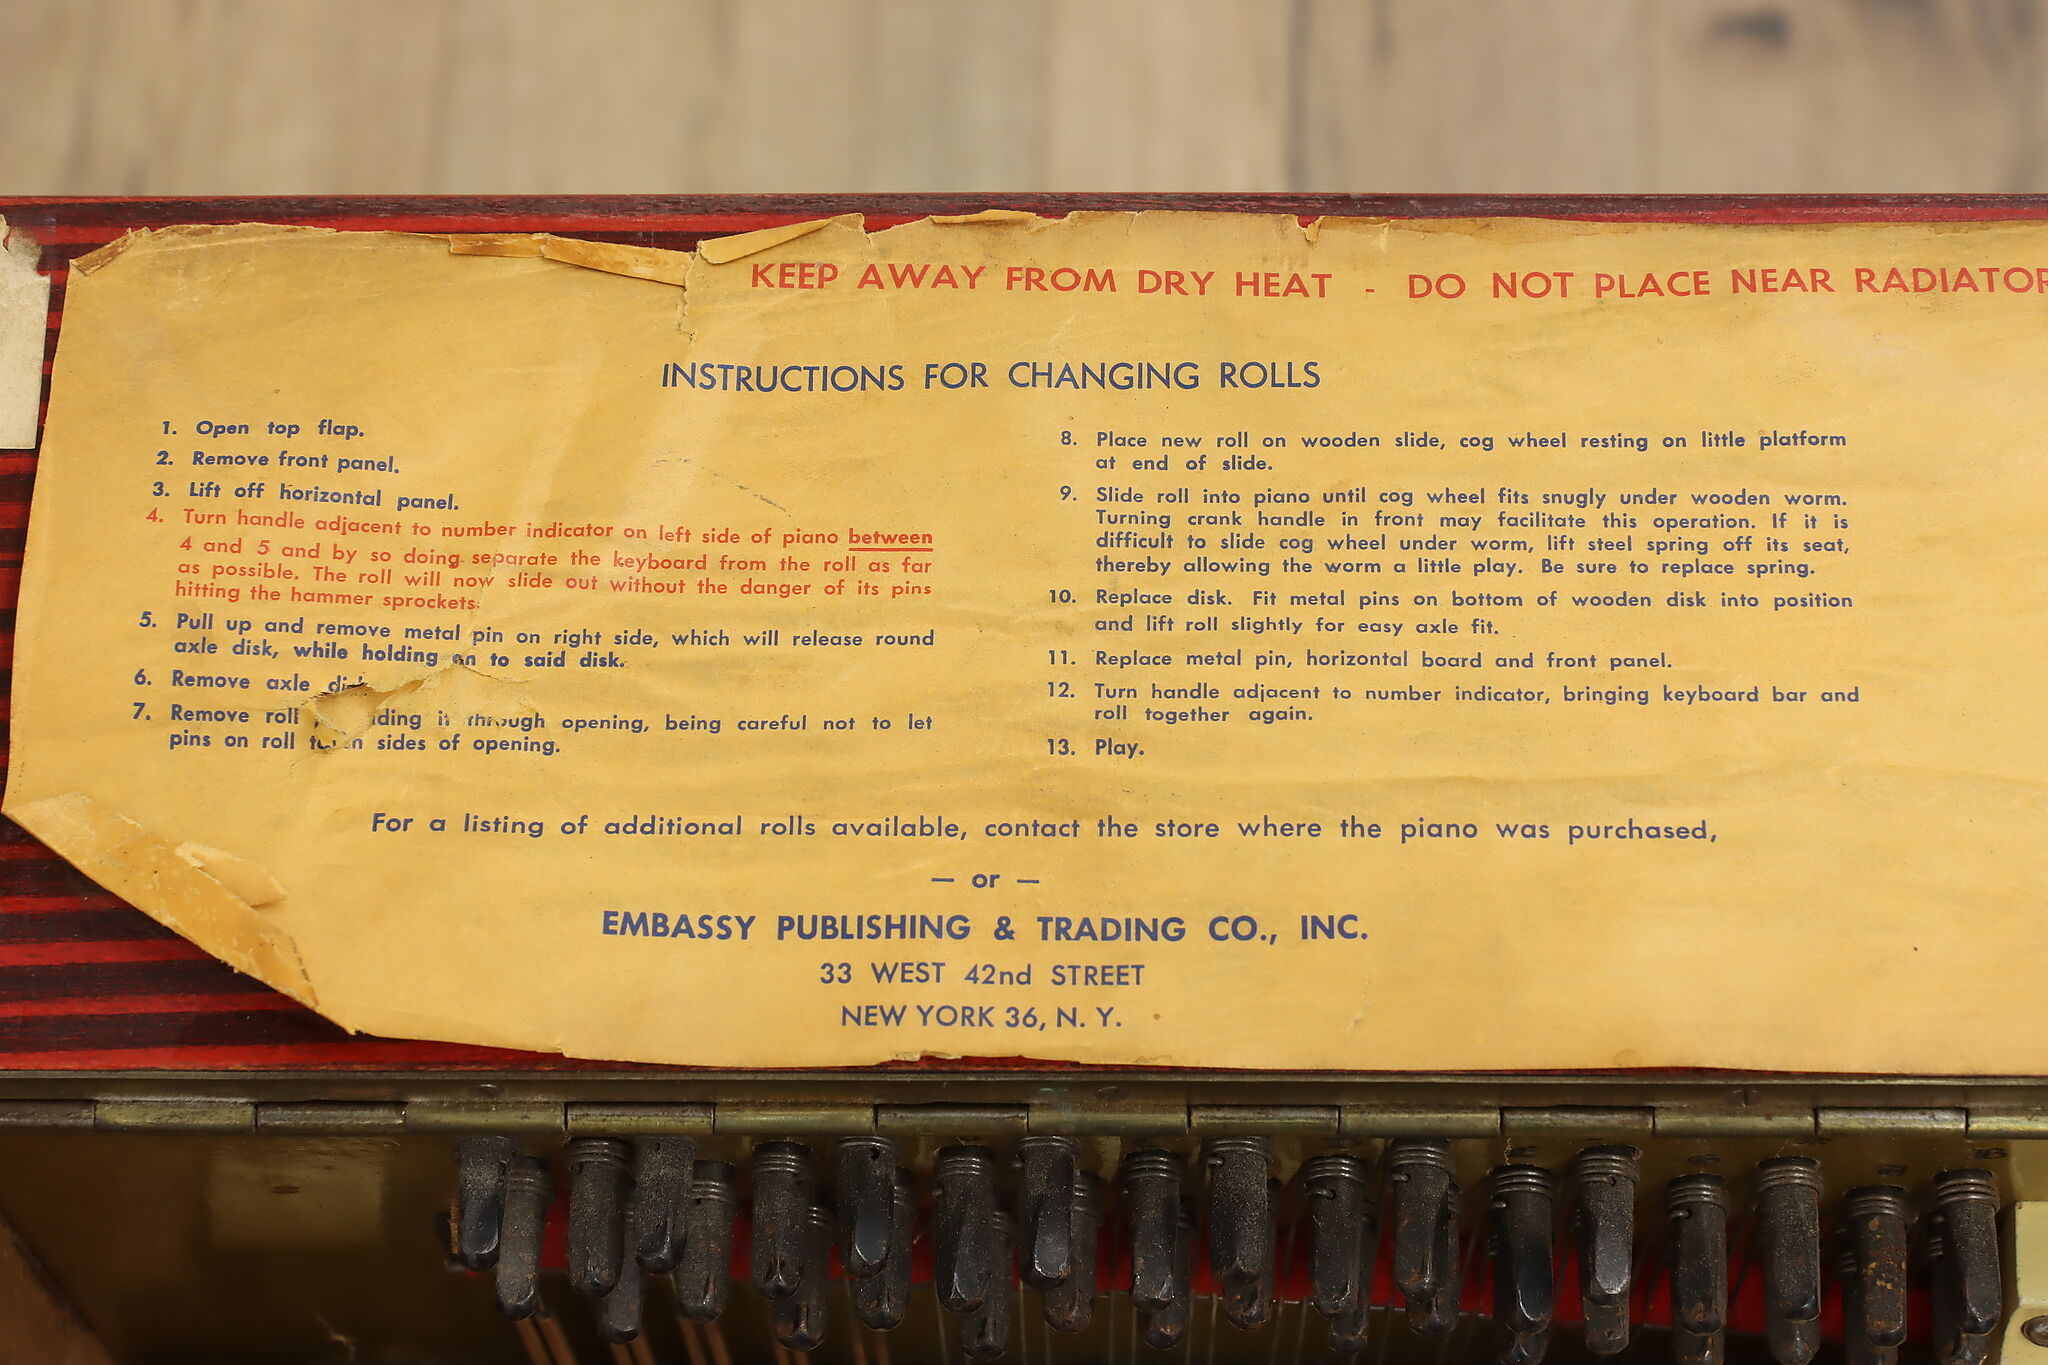 KEEP AWAY FROM DRY HEAT - DO NOT PLACE NEAR RADIATOR
INSTRUCTIONS FOR CHANGING ROLLS
1. Open top flap.
2. Remove front panel.
3. Lift off horizontal panel.
4. Turn handle adjacent to number indicator on left side of piano between
4 and 5 and by so doing separate the keyboard from the roll as far
as possible. The roll will now slide out without the danger of its pins
hitting the hammer sprockets.
5. Pull up and remove metal pin on right side, which will release round
axle disk, while holding on to said disk.
6. Remove axle
7. Remove roll it through opening, being careful not to let
pins on roll sides of opening.
8. Place new roll on wooden slide, cog wheel resting on little platform
at end of slide.
9. Slide roll into piano until cog wheel fits snugly under wooden worm.
Turning crank handle in front may facilitate this operation. If it is
difficult to slide cog wheel under worm, lift steel spring off its seat,
thereby allowing the worm a little play. Be sure to replace spring.
10. Replace disk. Fit metal pins on bottom of wooden disk into position
and lift roll slightly for easy axle fit.
11. Replace metal pin, horizontal board and front panel.
12. Turn handle adjacent to number indicator, bringing keyboard bar and
roll together again.
13. Play.
For a listing of additional rolls available, contact the store where the piano was purchased,
— or —
EMBASSY PUBLISHING & TRADING CO., INC.
33 WEST 42nd STREET
NEW YORK 36, N. Y.